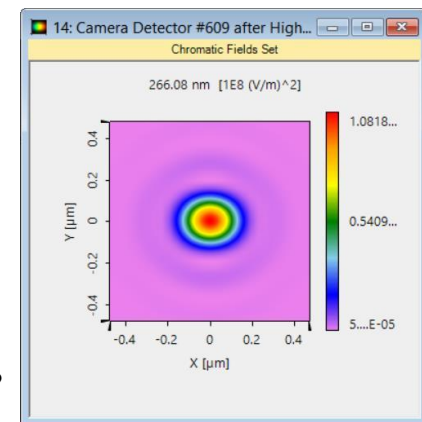 14: Camera Detector #609 after High...
Chromatic Fields Set
266.08 nm [1E8 (V/m)^2]
1.0818...
0.5409...
5....E-05
Y [µm]
0.4
0.2
0
-0.2
-0.4
-0.4 -0.2 0 0.2 0.4
X [µm]